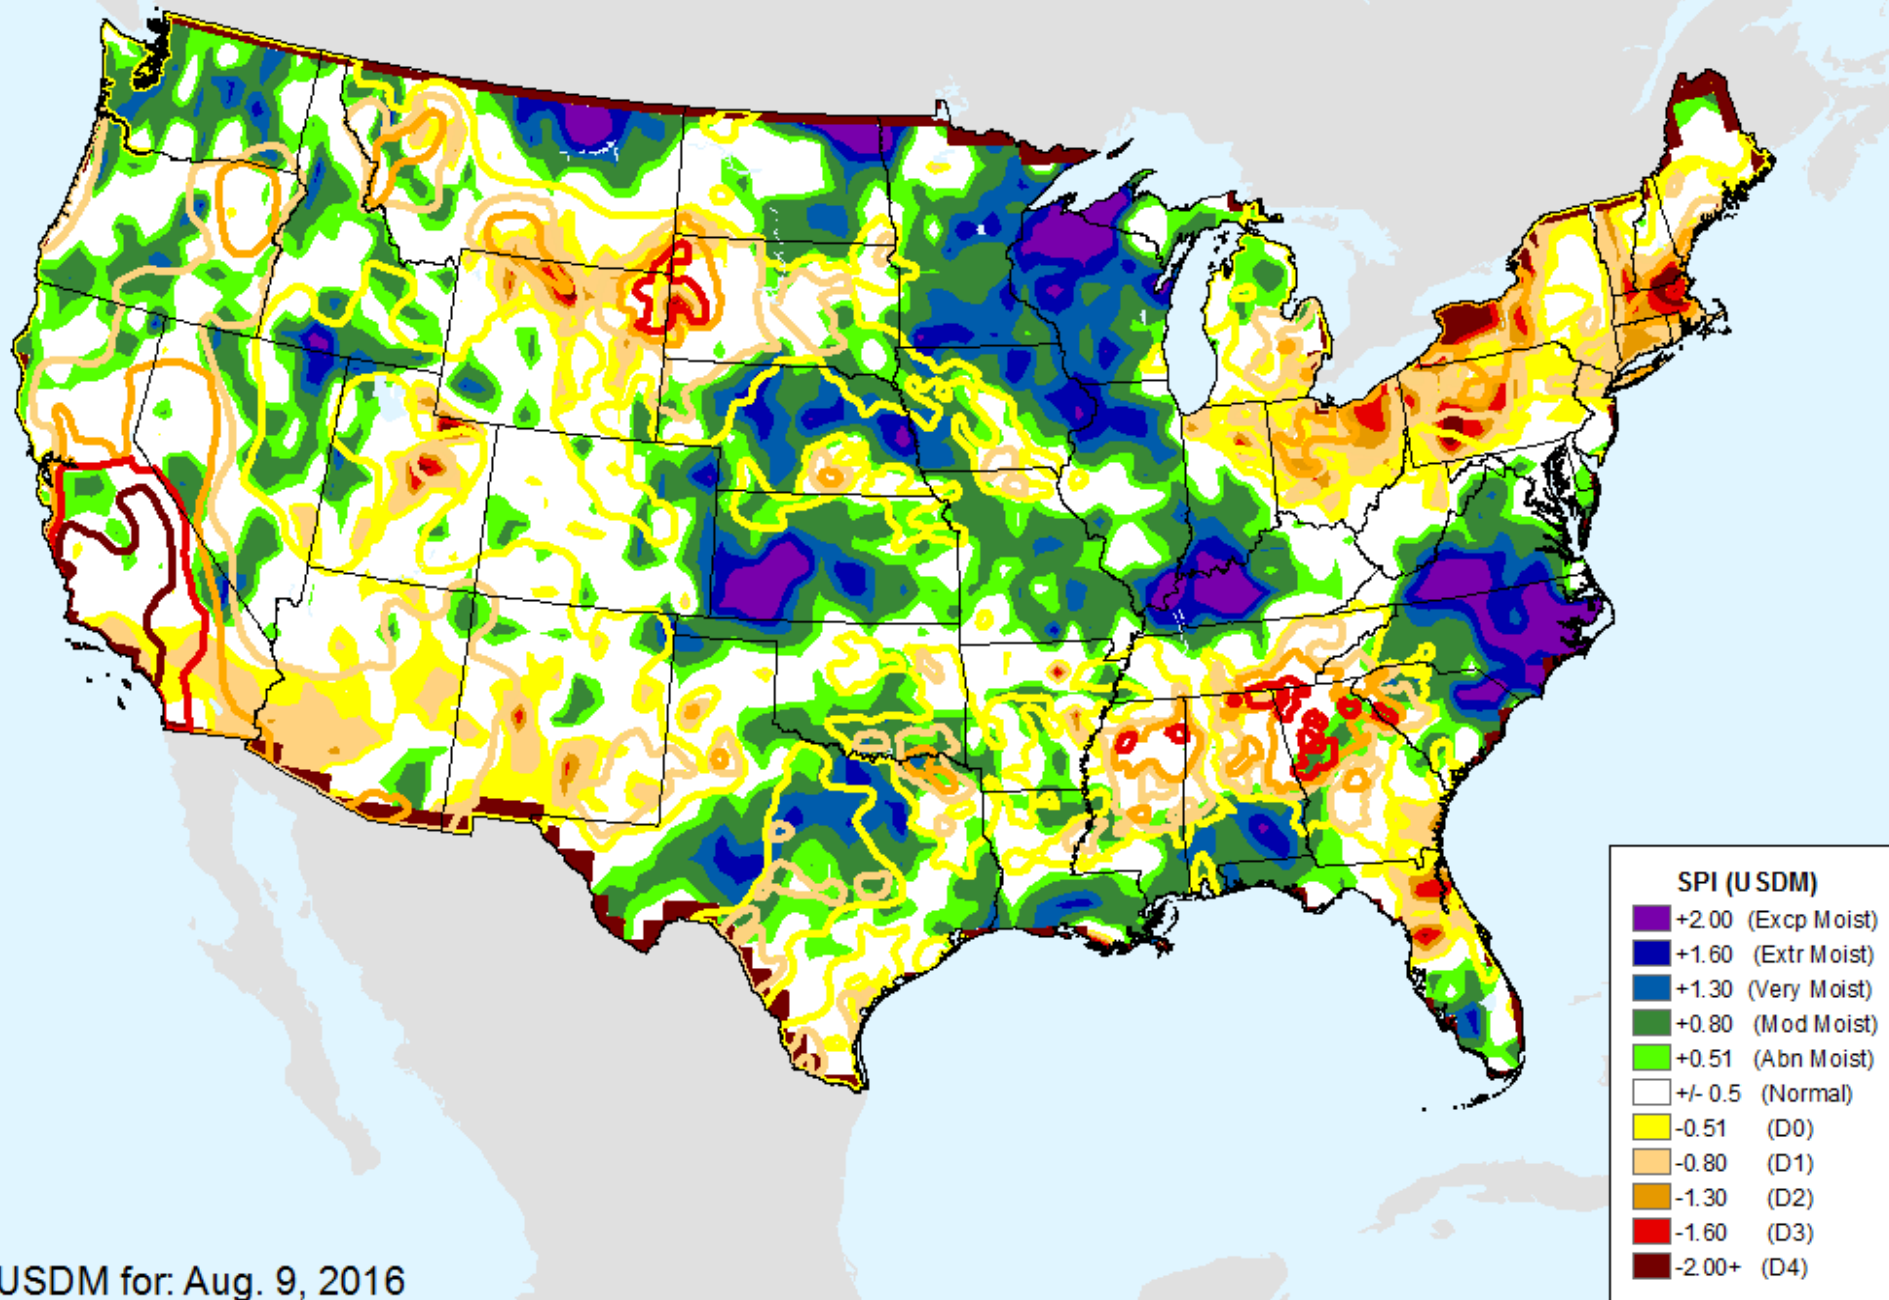 SPI (USDM)
+2.00 (Excp Moist)
+1.60 (Extr Moist)
+1.30 (Very Moist)
+0.80 (Mod Moist)
+0.51 (Abn Moist)
+/- 0.5 (Normal)
-0.51 (D0)
-0.80 (D1)
-1.30 (D2)
-1.60 (D3)
-2.00+ (D4)
USDM for: Aug. 9, 2016